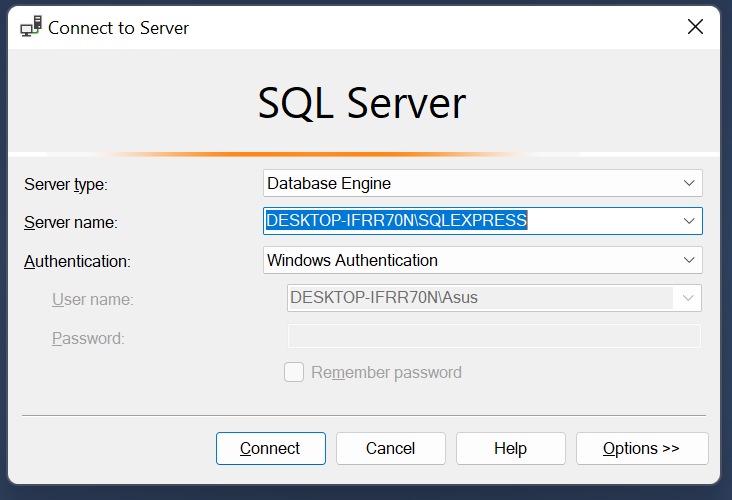 Connect to Server
SQL Server
Server type: Database Engine
Server name: DESKTOP-IFRR70N\SQLEXPRESS
Authentication: Windows Authentication
User name: DESKTOP-IFRR70N\Asus
Password:
Remember password
Connect Cancel Help Options >>